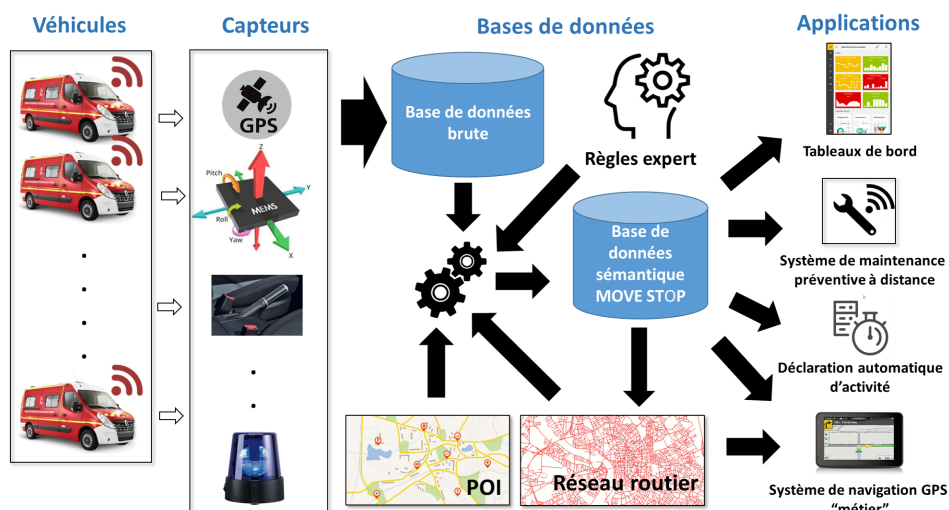 Véhicules
Capteurs
Bases de données
Applications
GPS
Z
Pitch
Y
MEMS
Roll
Yaw
X
Base de données
brute
Règles expert
Base de
données
sémantique
MOVE STOP
POI
Réseau routier
Tableaux de bord
Système de maintenance
préventive à distance
Déclaration automatique
d'activité
Système de navigation GPS
“métier”